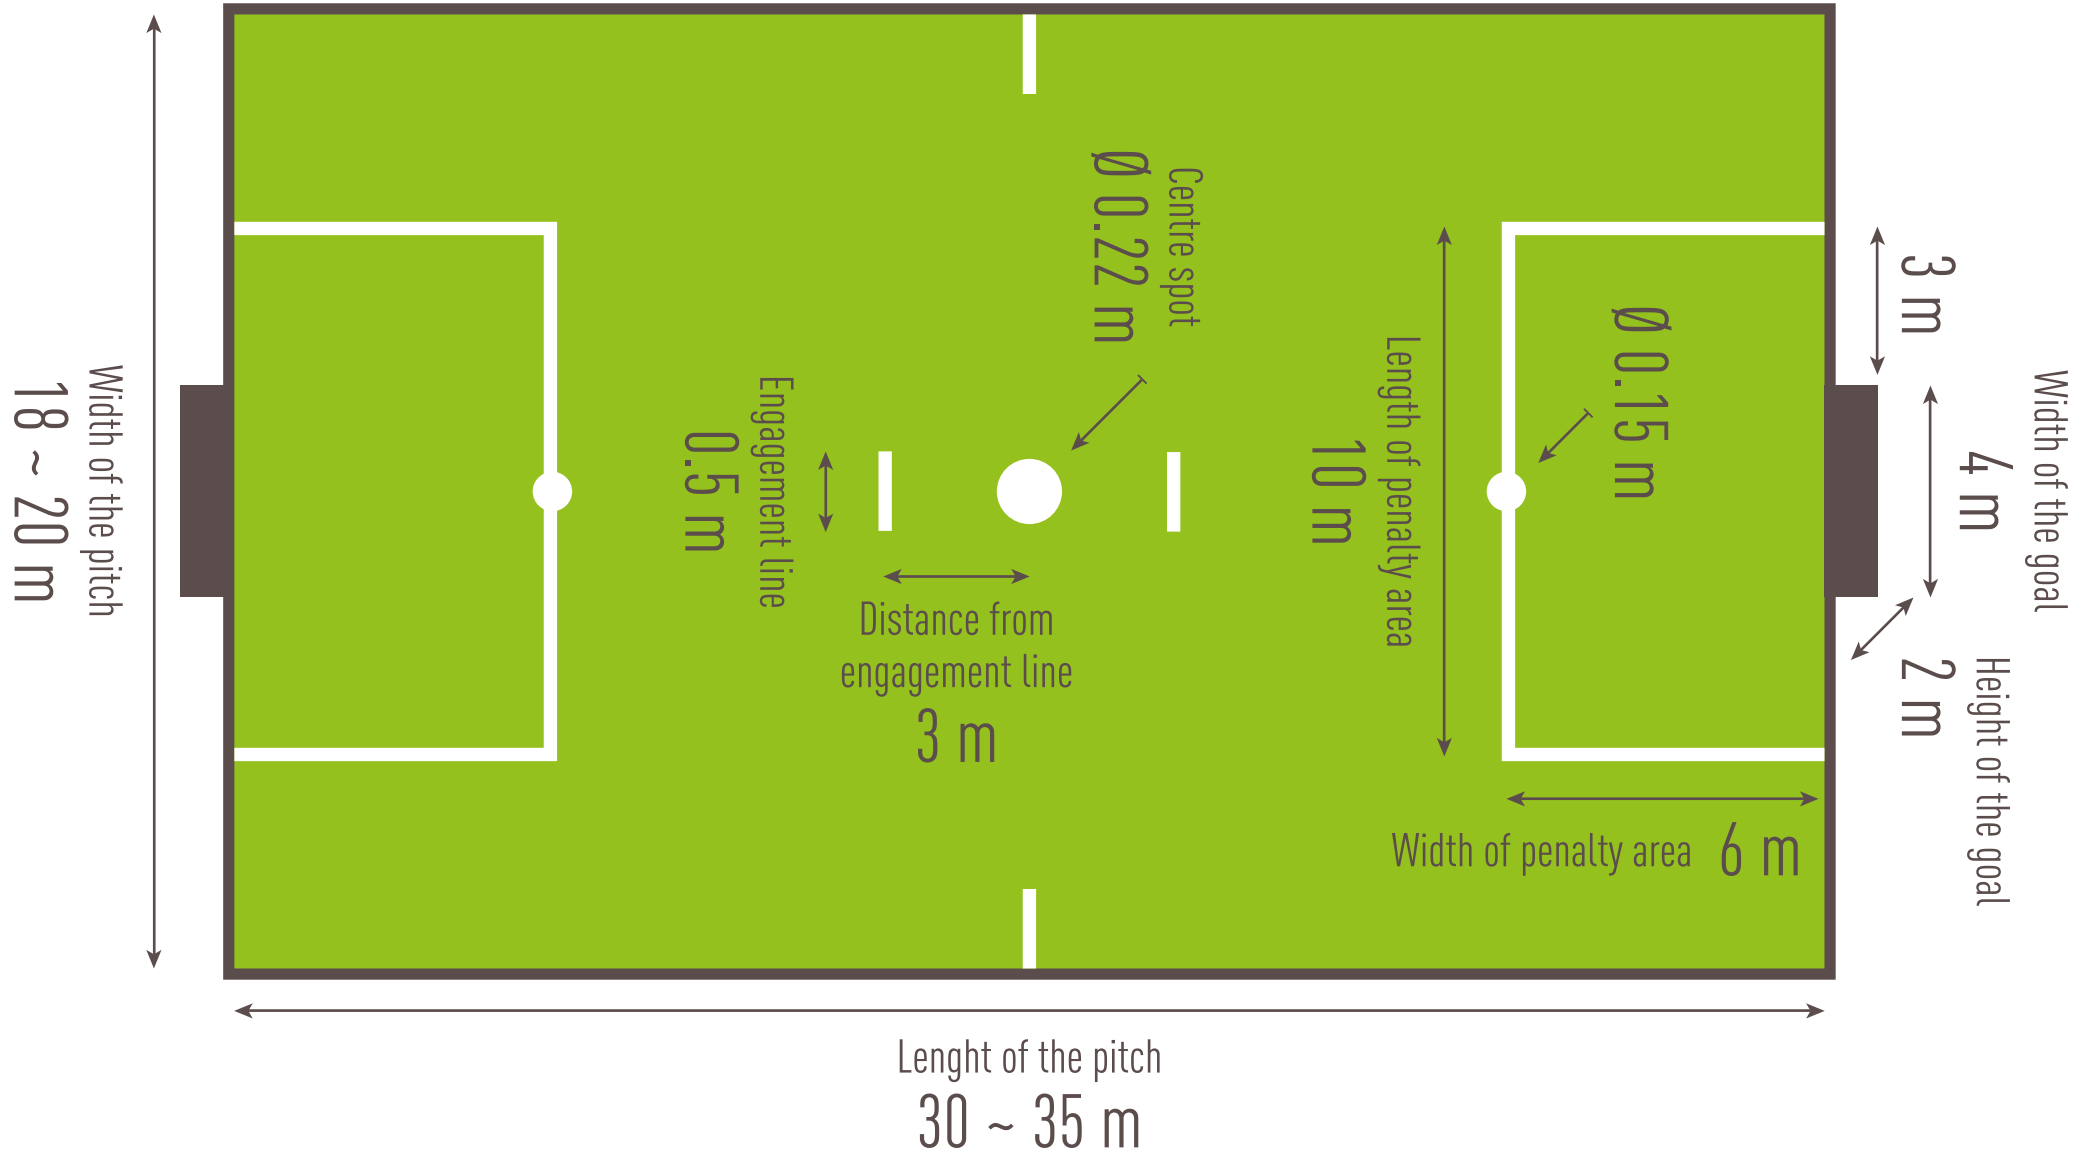 Width of the pitch
18 ~ 20 m
Centre spot
Ø 0.22 m
Engagement line
0.5 m
Distance from
engagement line
3 m
Length of penalty area
10 m
Ø 0.15 m
Width of penalty area 6 m
3 m
Width of the goal
4 m
Height of the goal
2 m
Lenght of the pitch
30 ~ 35 m